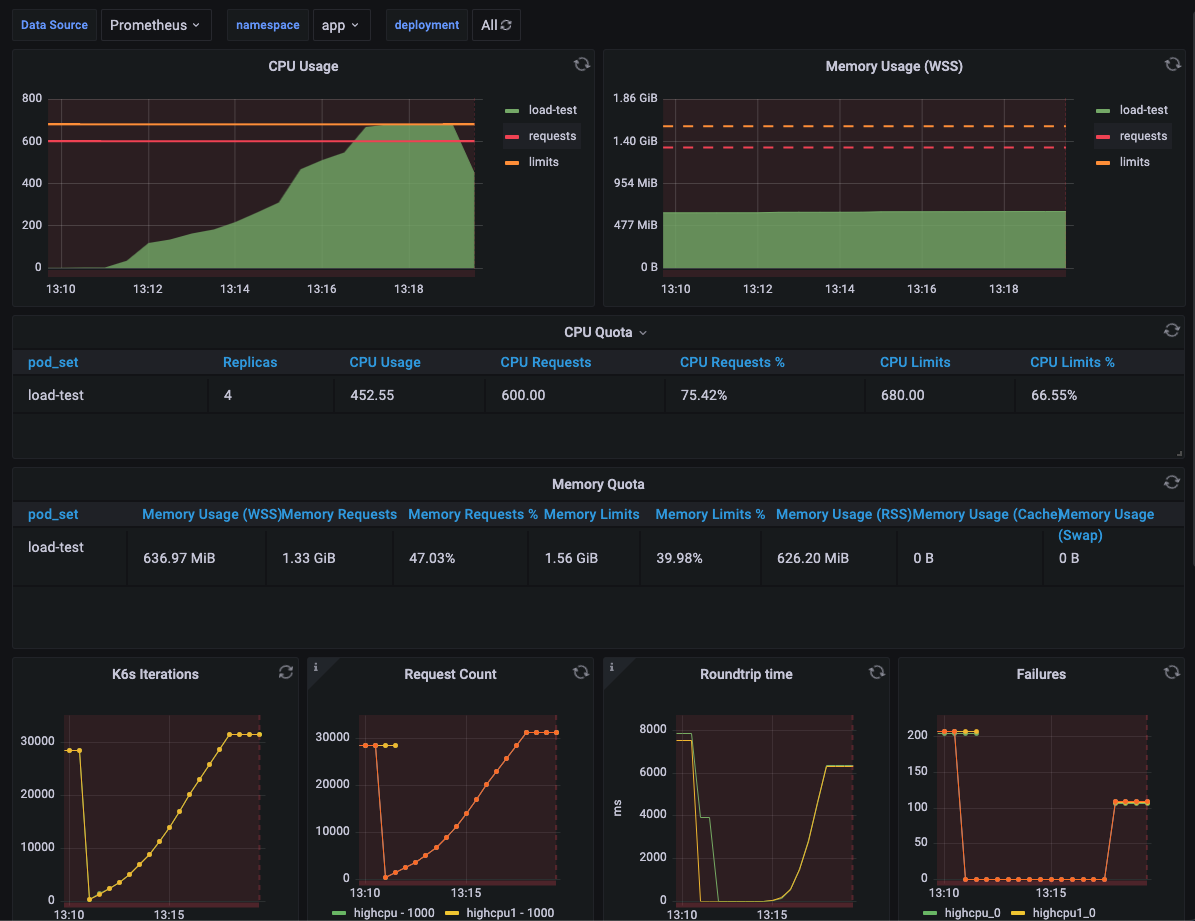 Data Source Prometheus namespace app deployment All
CPU Usage
800
600
400
200
0
13:10 13:12 13:14 13:16 13:18
load-test
requests
limits
Memory Usage (WSS)
1.86 GiB
1.40 GiB
954 MiB
477 MiB
0 B
13:10 13:12 13:14 13:16 13:18
load-test
requests
limits
CPU Quota
pod_set Replicas CPU Usage CPU Requests CPU Requests % CPU Limits CPU Limits %
load-test 4 452.55 600.00 75.42% 680.00 66.55%
Memory Quota
pod_set Memory Usage (WSS) Memory Requests Memory Requests % Memory Limits Memory Limits % Memory Usage (RSS) Memory Usage (Cache) Memory Usage
(Swap)
load-test 636.97 MiB 1.33 GiB 47.03% 1.56 GiB 39.98% 626.20 MiB 0 B 0 B
K6s Iterations
30000
20000
10000
0
13:10 13:15
i
Request Count
30000
20000
10000
0
13:10 13:15
highcpu - 1000 highcpu1 - 1000
i
Roundtrip time
ms
8000
6000
4000
2000
0
13:10 13:15
Failures
200
150
100
50
0
13:10 13:15
highcpu_0 highcpu1_0